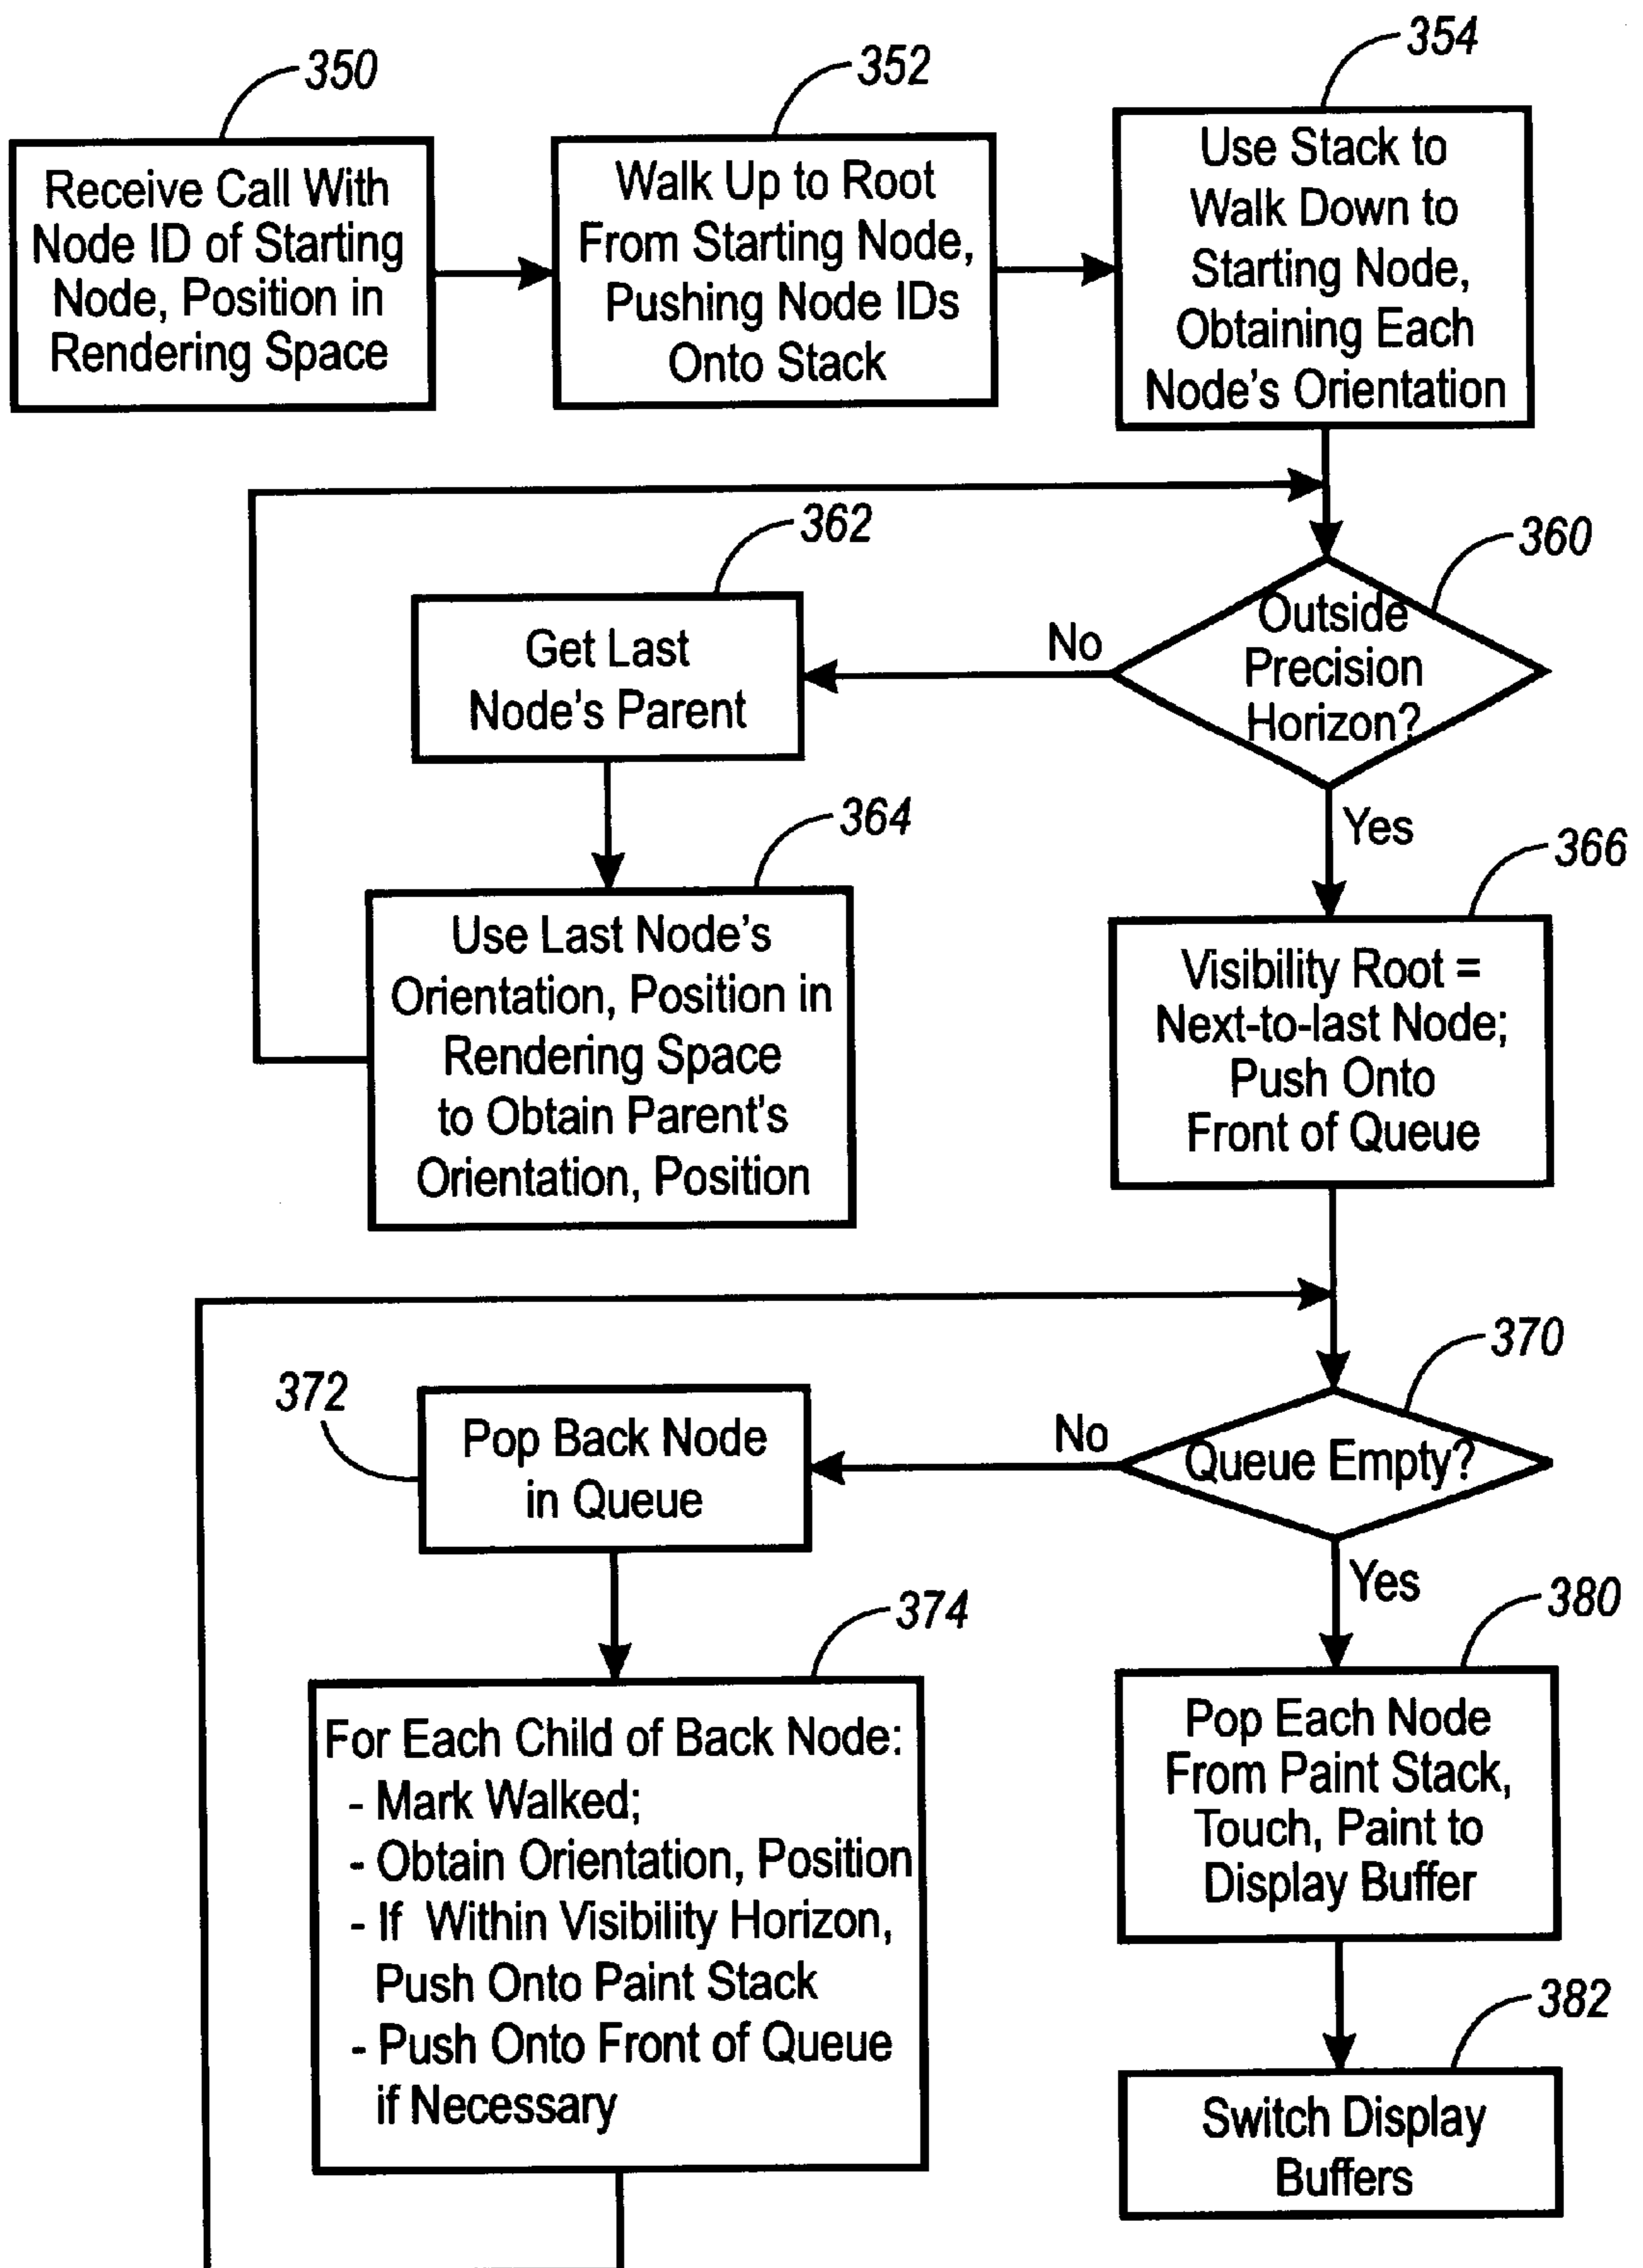 350
Receive Call With
Node ID of Starting
Node, Position in
Rendering Space
352
Walk Up to Root
From Starting Node,
Pushing Node IDs
Onto Stack
354
Use Stack to
Walk Down to
Starting Node,
Obtaining Each
Node's Orientation
360
Outside
Precision
Horizon?
No
Yes
362
Get Last
Node's Parent
364
Use Last Node's
Orientation, Position in
Rendering Space
to Obtain Parent's
Orientation, Position
366
Visibility Root =
Next-to-last Node;
Push Onto
Front of Queue
370
Queue Empty?
No
Yes
372
Pop Back Node
in Queue
374
For Each Child of Back Node:
- Mark Walked;
- Obtain Orientation, Position
- If Within Visibility Horizon,
Push Onto Paint Stack
- Push Onto Front of Queue
if Necessary
380
Pop Each Node
From Paint Stack,
Touch, Paint to
Display Buffer
382
Switch Display
Buffers